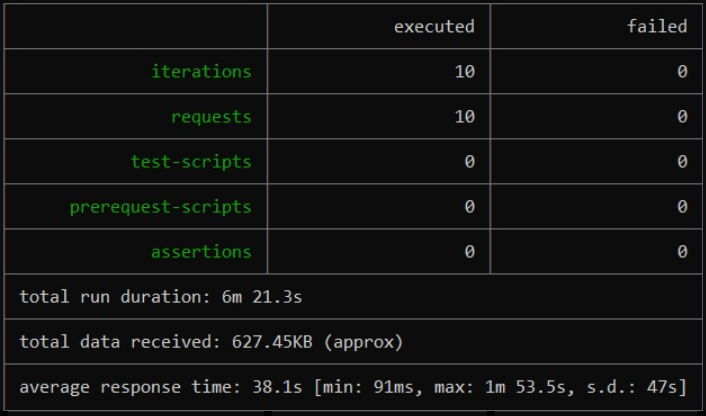 executed failed
iterations 10 0
requests 10 0
test-scripts 0 0
prerequest-scripts 0 0
assertions 0 0
total run duration: 6m 21.3s
total data received: 627.45KB (approx)
average response time: 38.1s [min: 91ms, max: 1m 53.5s, s.d.: 47s]